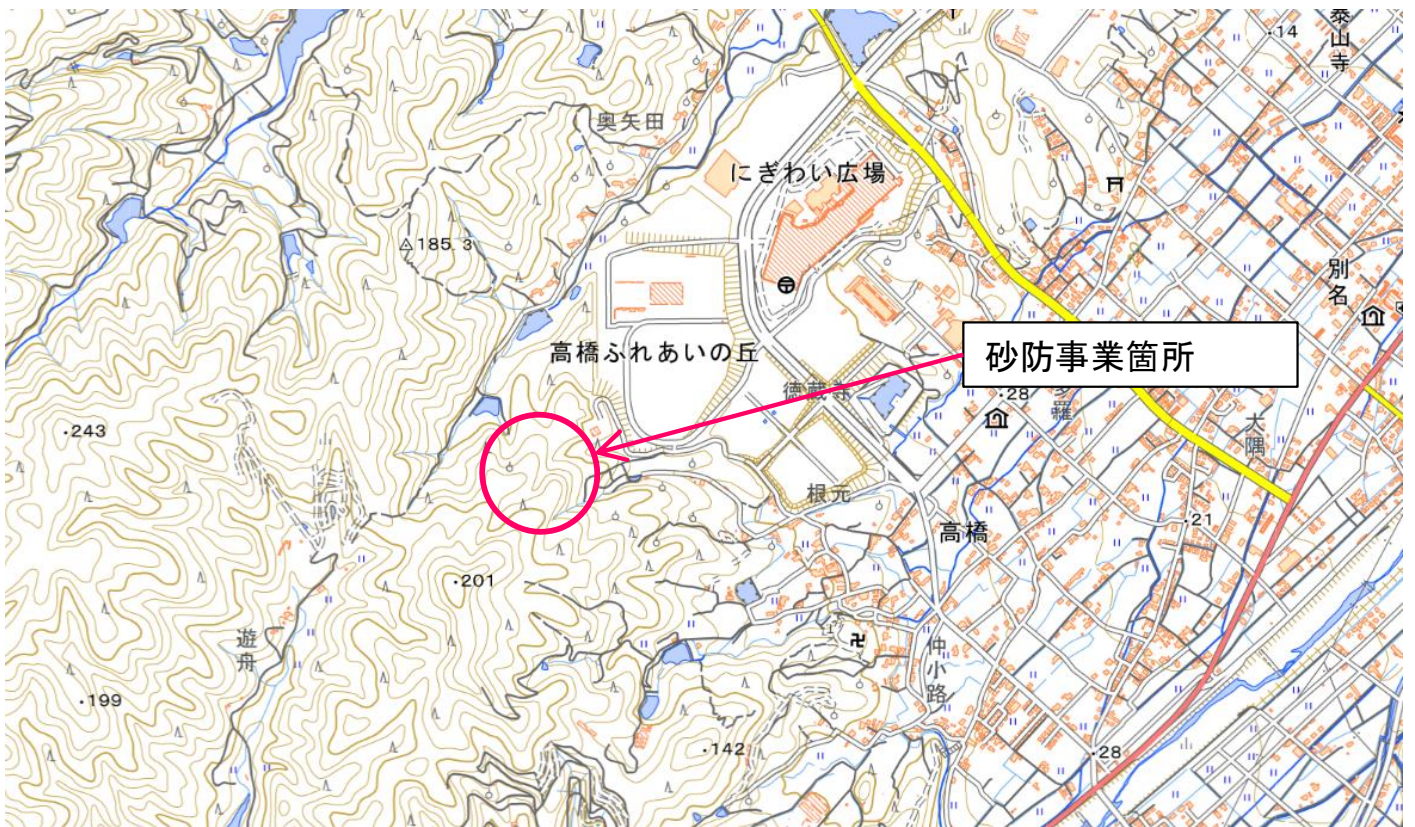 泰山寺
14
奥矢田
にぎわい広場
185.3
別名
高橋ふれあいの丘
砂防事業箇所
徳蔵寺
28
多羅
大隅
243
根元
高橋
21
201
遊舟
仲小路
199
142
28